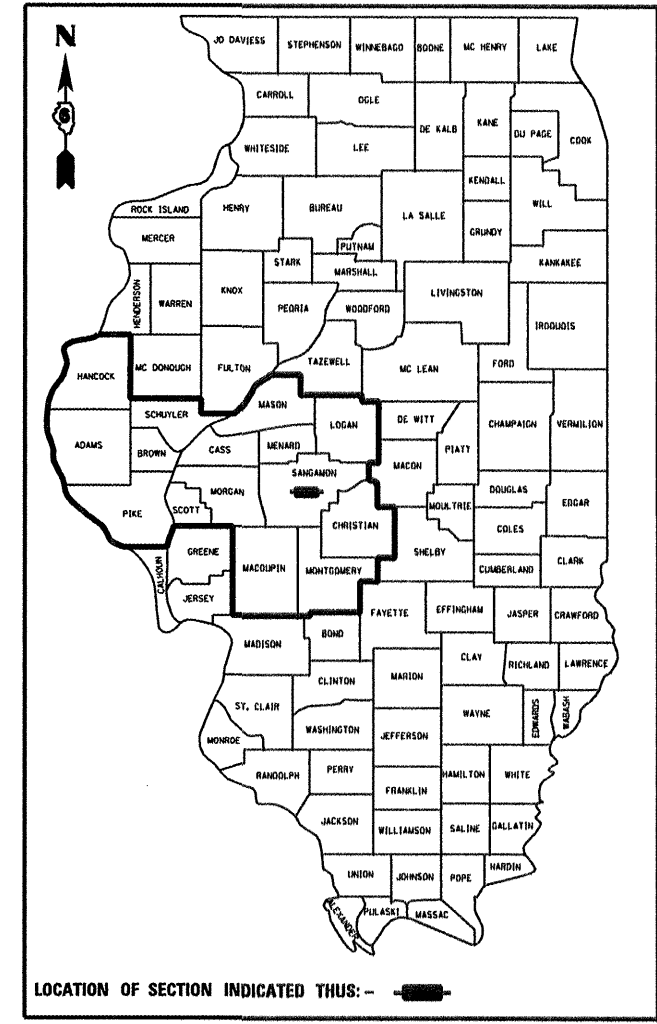 N
6
JO DAVIESS STEPHENSON WINNEBAGO BOONE MC HENRY LAKE
CARROLL OGLE
DE KALB KANE DU PAGE COOK
WHITESIDE LEE
KENDALL
ROCK ISLAND HENRY BUREAU LA SALLE WILL
MERCER PUTNAM GRUNDY
STARK MARSHALL KANKAKEE
HENDERSON WARREN KNOX LIVINGSTON
PEORIA WOODFORD IROQUOIS
HANCOCK MC DONOUGH FULTON TAZEWELL MC LEAN FORD
SCHUYLER MASON LOGAN DE WITT CHAMPAIGN VERMILION
ADAMS BROWN CASS MENARD PIATT
SANGAMON MACON
MORGAN DOUGLAS
PIKE SCOTT MOULTRIE EDGAR
CHRISTIAN COLES
GREENE SHELBY
CALHOUN MACOUPIN MONTGOMERY CUMBERLAND CLARK
JERSEY FAYETTE EFFINGHAM JASPER CRAWFORD
MADISON BOND
CLAY RICHLAND LAWRENCE
CLINTON MARION
ST. CLAIR WAYNE EDWARDS WABASH
WASHINGTON JEFFERSON
MONROE
RANDOLPH PERRY HAMILTON WHITE
FRANKLIN
JACKSON WILLIAMSON SALINE GALLATIN
UNION JOHNSON POPE HARDIN
ALEXANDER PULASKI MASSAC
LOCATION OF SECTION INDICATED THUS: –